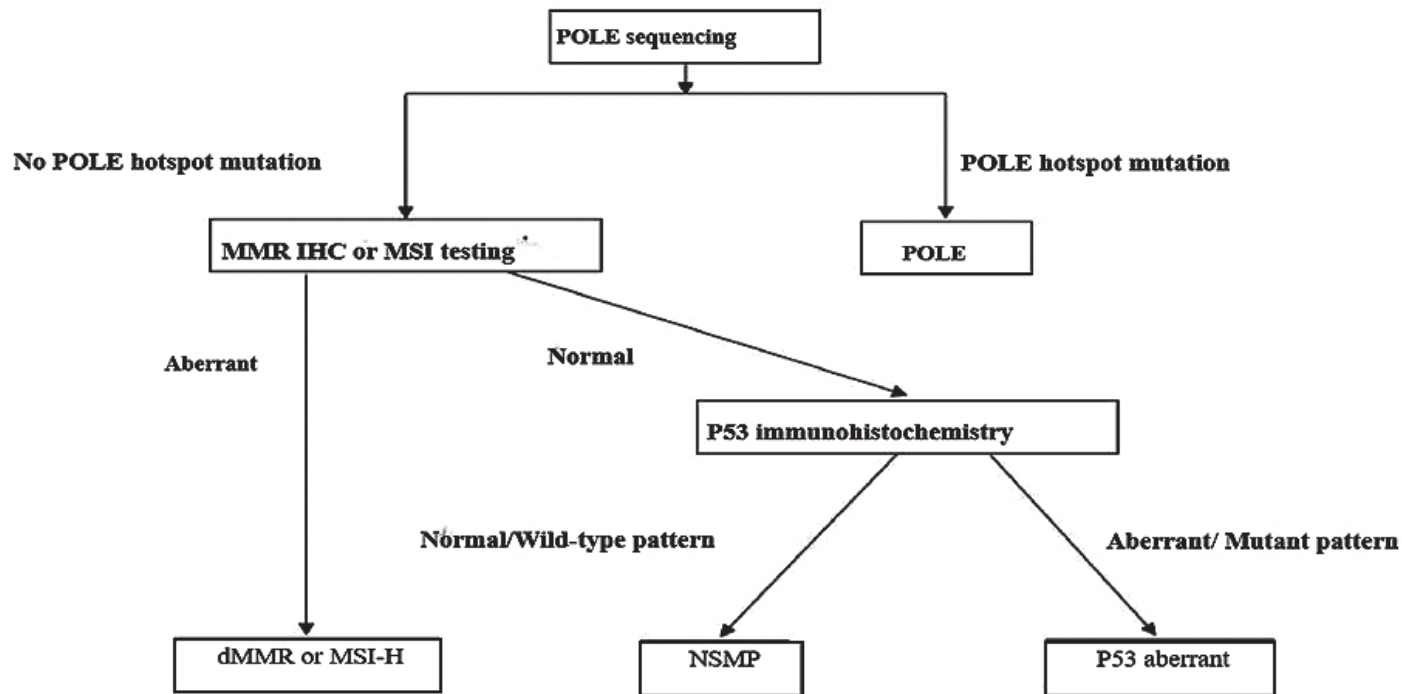 POLE sequencing
No POLE hotspot mutation
POLE hotspot mutation
MMR IHC or MSI testing
POLE
Aberrant
Normal
P53 immunohistochemistry
Normal/Wild-type pattern
Aberrant/ Mutant pattern
dMMR or MSI-H
NSMP
P53 aberrant